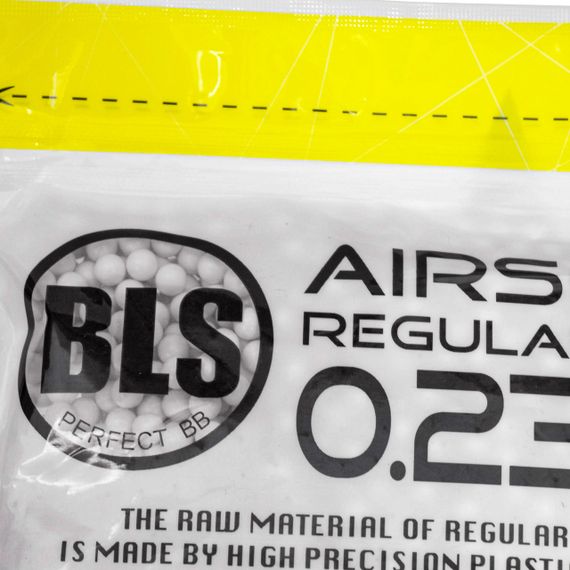 BLS
PERFECT BB
AIRS
REGULA
0.23
THE RAW MATERIAL OF REGULAR
IS MADE BY HIGH PRECISION PLASTI